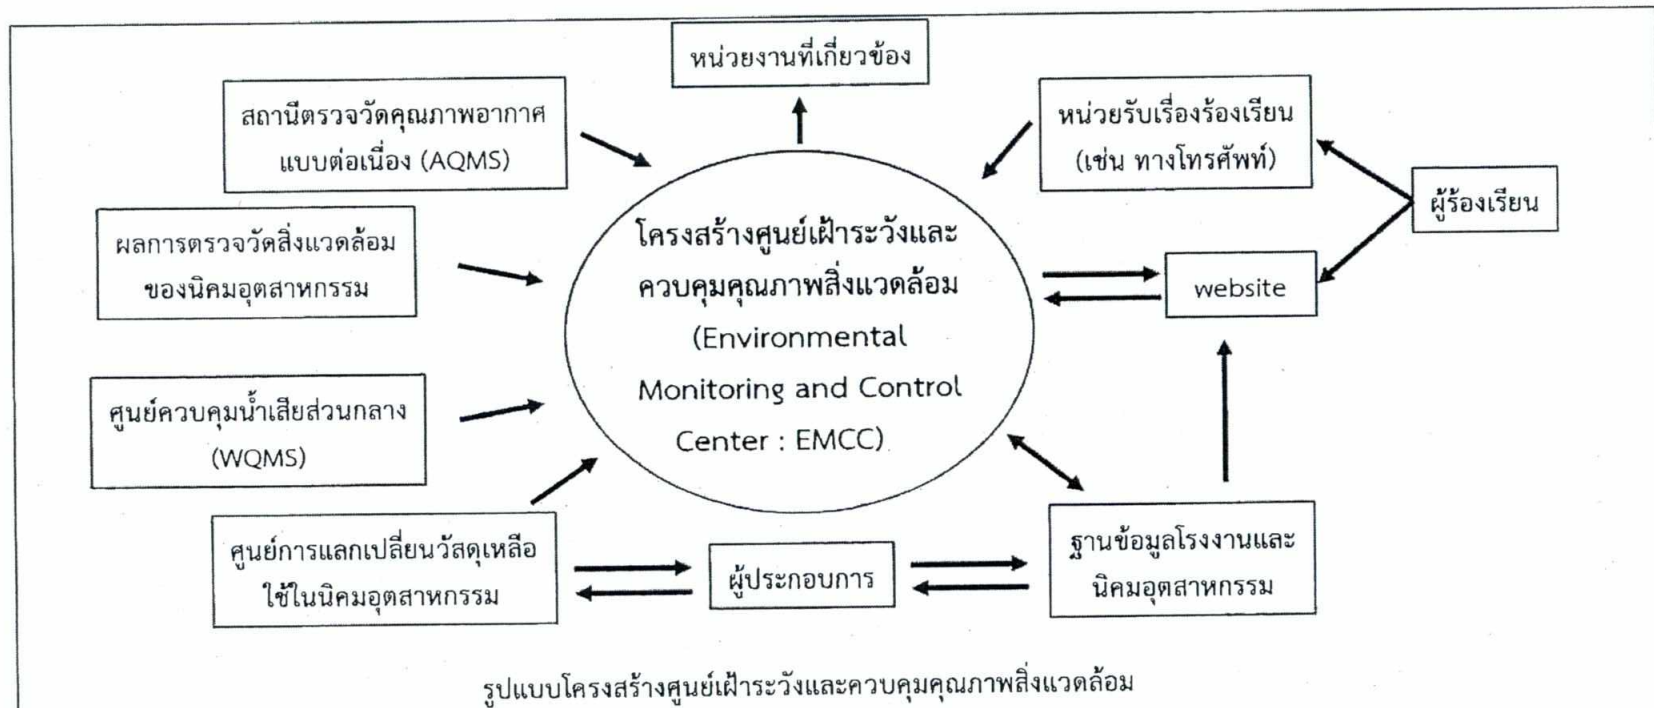 หน่วยงานที่เกี่ยวข้อง
สถานีตรวจวัดคุณภาพอากาศ
แบบต่อเนื่อง (AQMS)
หน่วยรับเรื่องร้องเรียน
(เช่น ทางโทรศัพท์)
ผู้ร้องเรียน
ผลการตรวจวัดสิ่งแวดล้อม
ของนิคมอุตสาหกรรม
โครงสร้างศูนย์เฝ้าระวังและ
ควบคุมคุณภาพสิ่งแวดล้อม
(Environmental
Monitoring and Control
Center : EMCC)
website
ศูนย์ควบคุมน้ำเสียส่วนกลาง
(WQMS)
ศูนย์การแลกเปลี่ยนวัสดุเหลือ
ใช้ในนิคมอุตสาหกรรม
ผู้ประกอบการ
ฐานข้อมูลโรงงานและ
นิคมอุตสาหกรรม
รูปแบบโครงสร้างศูนย์เฝ้าระวังและควบคุมคุณภาพสิ่งแวดล้อม